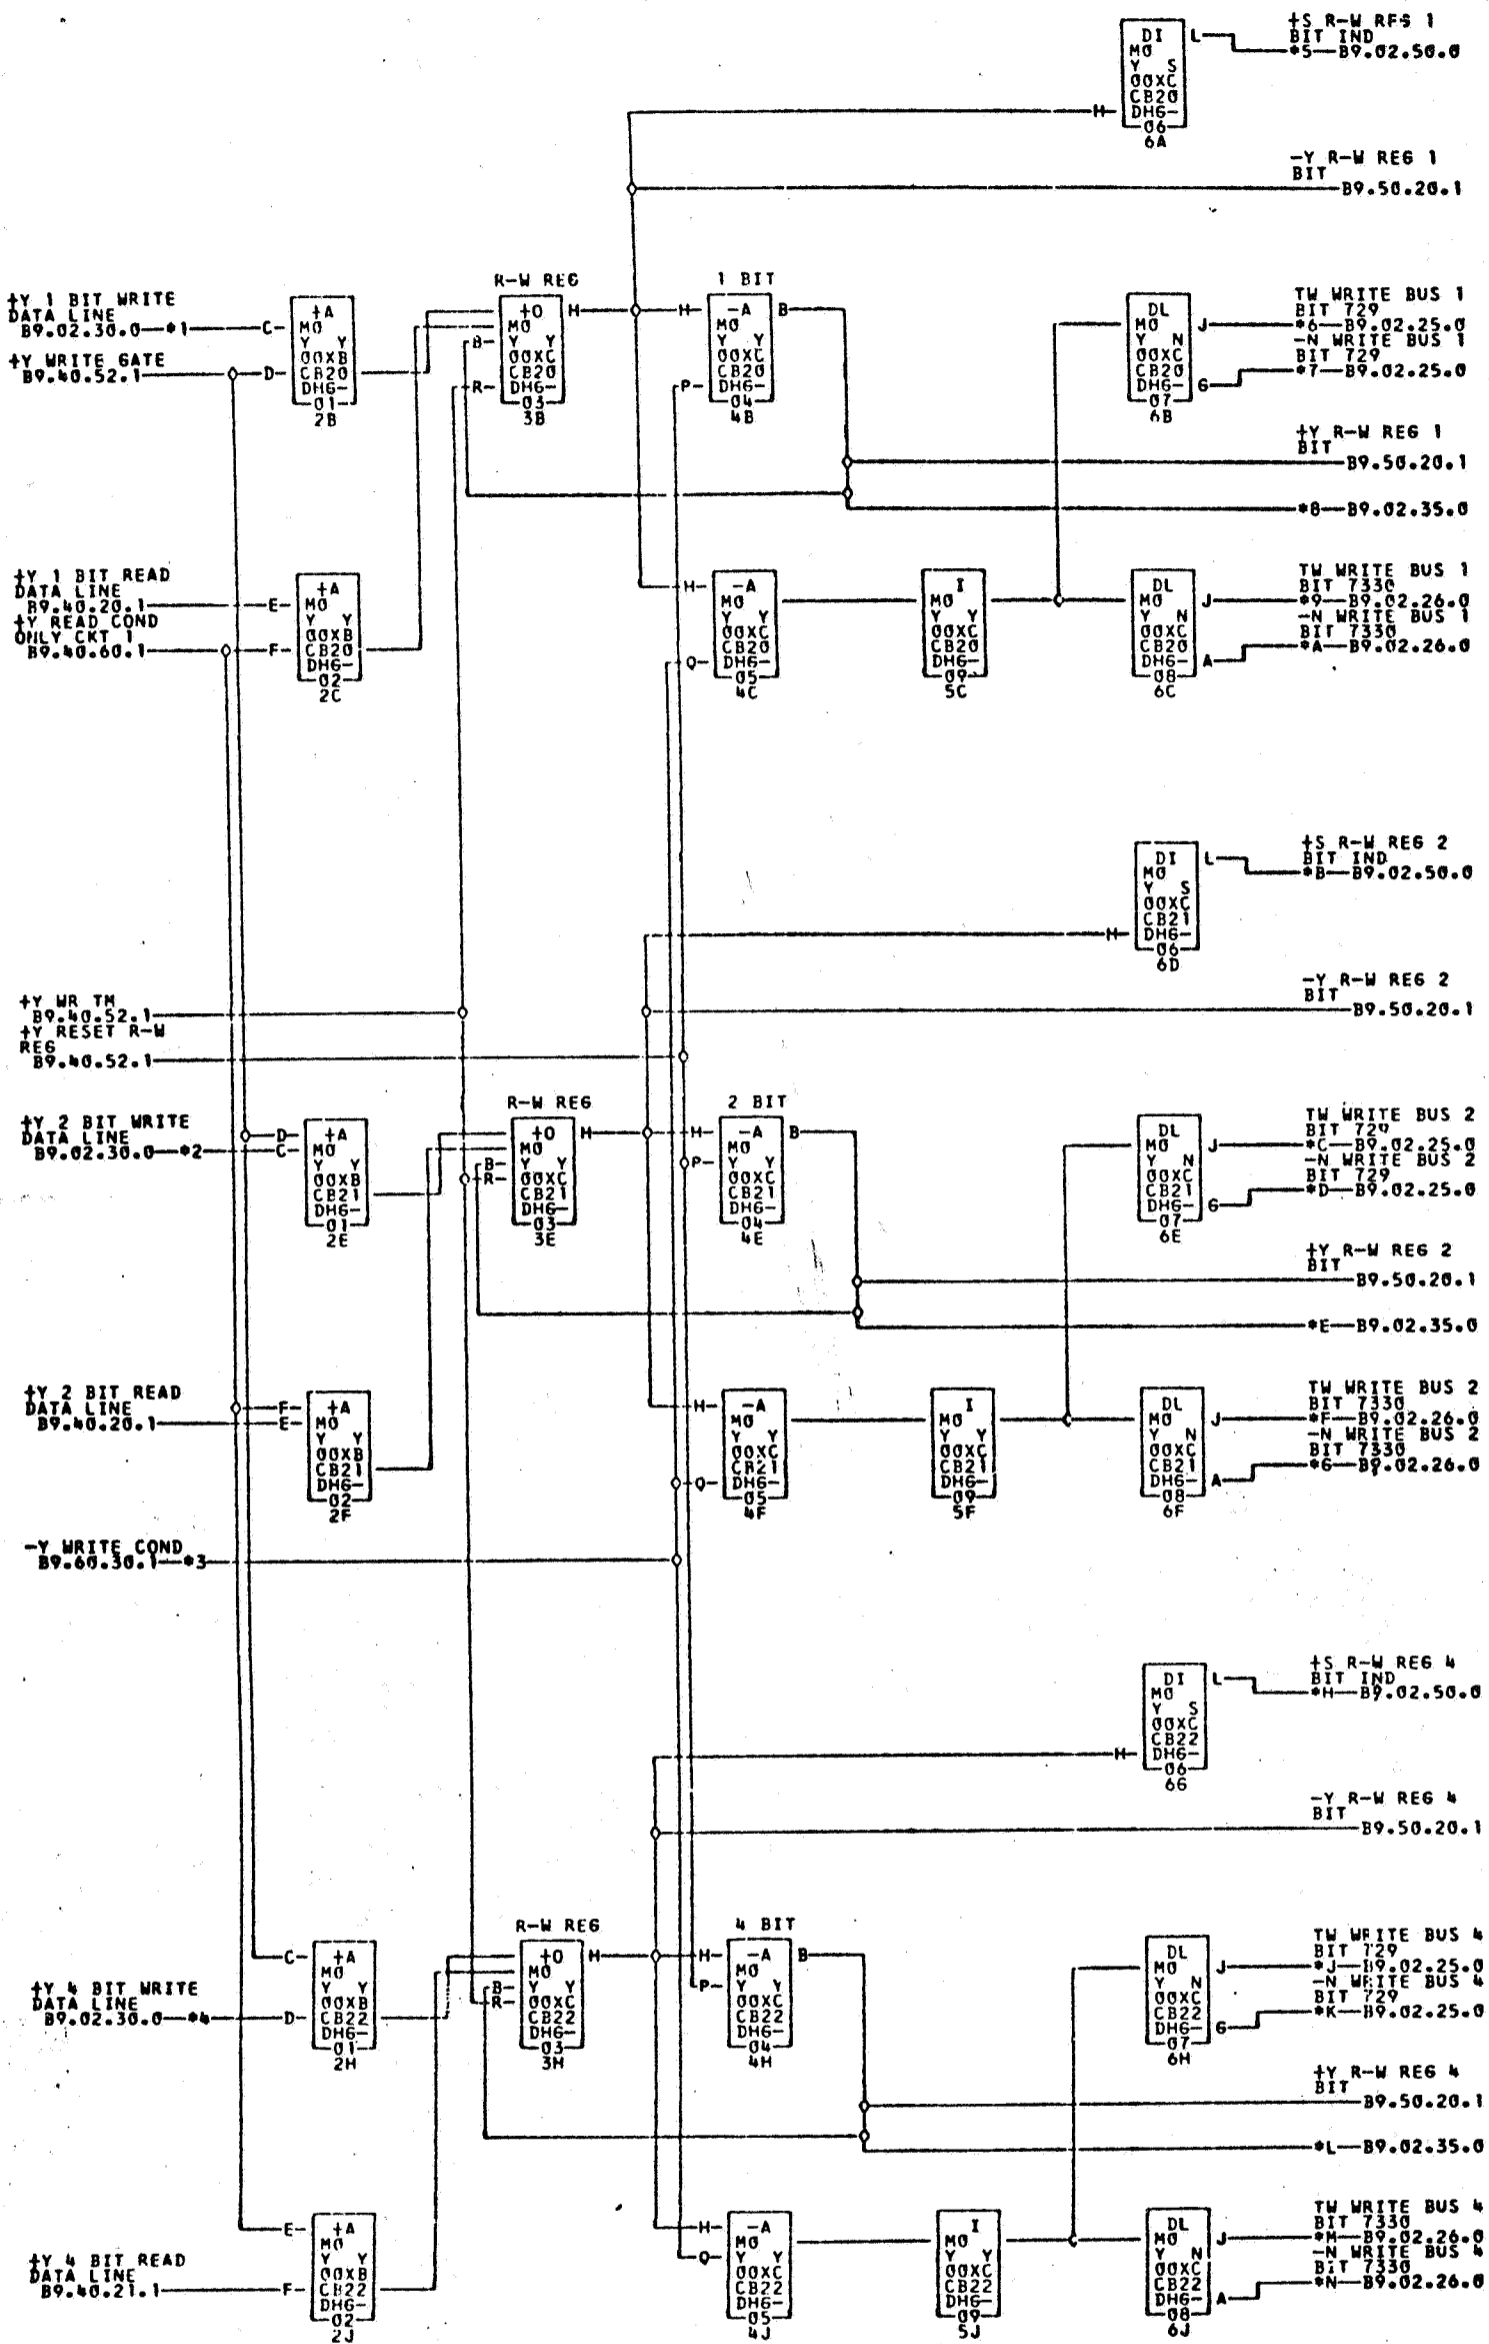 +S R-W RFS 1
BIT IND
*5—B9.02.50.0
DI
L
MO
Y S
00XC
CB20
H
DH6-
06
6A
-Y R-W REG 1
BIT
B9.50.20.1
+Y 1 BIT WRITE
DATA LINE
B9.02.30.0—*1
C
+Y WRITE GATE
B9.40.52.1
D
+A
MO
Y Y
00XB
CB20
DH6-
01
2B
R-W REG
+O
H
MO
B
Y Y
00XC
CB20
R
DH6-
03
3B
1 BIT
H
-A
B
MO
Y Y
00XC
CB20
P
DH6-
04
4B
DL
MO
J
Y N
00XC
CB20
DH6-
G
07
6B
TW WRITE BUS 1
BIT 729
*6—B9.02.25.0
-N WRITE BUS 1
BIT 729
*7—B9.02.25.0
+Y R-W REG 1
BIT
B9.50.20.1
*8—B9.02.35.0
+Y 1 BIT READ
DATA LINE
B9.40.20.1
E
+Y READ COND
ONLY CKT 1
B9.40.60.1
F
+A
MO
Y Y
00XB
CB20
DH6-
02
2C
H
-A
MO
Y Y
00XC
CB20
Q
DH6-
05
4C
I
MO
Y Y
00XC
CB20
DH6-
09
5C
DL
MO
J
Y N
00XC
CB20
DH6-
A
08
6C
TW WRITE BUS 1
BIT 7330
*9—B9.02.26.0
-N WRITE BUS 1
BIT 7330
*A—B9.02.26.0
+S R-W REG 2
BIT IND
*B—B9.02.50.0
DI
L
MO
Y S
00XC
CB21
H
DH6-
06
6D
-Y R-W REG 2
BIT
B9.50.20.1
+Y WR TM
B9.40.52.1
+Y RESET R-W
REG
B9.40.52.1
+Y 2 BIT WRITE
DATA LINE
B9.02.30.0—*2
D
C
+A
MO
Y Y
00XB
CB21
DH6-
01
2E
R-W REG
+O
H
MO
B
Y Y
R
00XC
CB21
DH6-
03
3E
2 BIT
H
-A
B
MO
P
Y Y
00XC
CB21
DH6-
04
4E
DL
MO
J
Y N
00XC
CB21
DH6-
G
07
6E
TW WRITE BUS 2
BIT 729
*C—B9.02.25.0
-N WRITE BUS 2
BIT 729
*D—B9.02.25.0
+Y R-W REG 2
BIT
B9.50.20.1
*E—B9.02.35.0
+Y 2 BIT READ
DATA LINE
B9.40.20.1
F
E
+A
MO
Y Y
00XB
CB21
DH6-
02
2F
H
-A
MO
Y Y
00XC
CB21
Q
DH6-
05
4F
I
MO
Y Y
00XC
CB21
DH6-
09
5F
DL
MO
J
Y N
00XC
CB21
DH6-
A
08
6F
TW WRITE BUS 2
BIT 7330
*F—B9.02.26.0
-N WRITE BUS 2
BIT 7330
*G—B9.02.26.0
-Y WRITE COND
B9.60.30.1—*3
+S R-W REG 4
BIT IND
*H—B9.02.50.0
DI
L
MO
Y S
00XC
CB22
H
DH6-
06
6G
-Y R-W REG 4
BIT
B9.50.20.1
+Y 4 BIT WRITE
DATA LINE
B9.02.30.0—*4
C
D
+A
MO
Y Y
00XB
CB22
DH6-
01
2H
R-W REG
+O
H
MO
B
Y Y
R
00XC
CB22
DH6-
03
3H
4 BIT
H
-A
B
MO
P
Y Y
00XC
CB22
DH6-
04
4H
DL
MO
J
Y N
00XC
CB22
DH6-
G
07
6H
TW WRITE BUS 4
BIT 729
*J—B9.02.25.0
-N WRITE BUS 4
BIT 729
*K—B9.02.25.0
+Y R-W REG 4
BIT
B9.50.20.1
*L—B9.02.35.0
+Y 4 BIT READ
DATA LINE
B9.40.21.1
E
F
+A
MO
Y Y
00XB
CB22
DH6-
02
2J
H
-A
MO
Q
Y Y
00XC
CB22
DH6-
05
4J
I
MO
Y Y
00XC
CB22
DH6-
09
5J
DL
MO
J
Y N
00XC
CB22
DH6-
A
08
6J
TW WRITE BUS 4
BIT 7330
*M—B9.02.26.0
-N WRITE BUS 4
BIT 7330
*N—B9.02.26.0